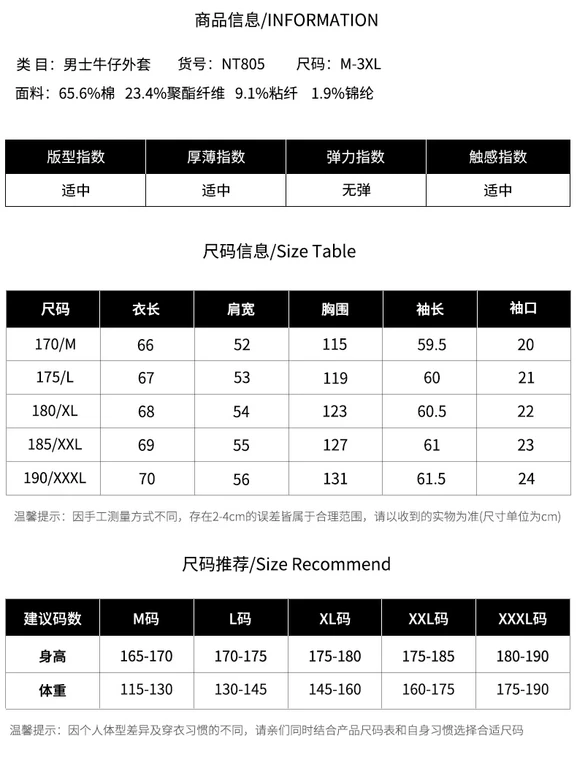 商品信息/INFORMATION
类 目：男士牛仔外套 货号：NT805 尺码：M-3XL
面料：65.6%棉 23.4%聚酯纤维 9.1%粘纤 1.9%锦纶
版型指数 厚薄指数 弹力指数 触感指数
适中 适中 无弹 适中
尺码信息/Size Table
尺码 衣长 肩宽 胸围 袖长 袖口
170/M 66 52 115 59.5 20
175/L 67 53 119 60 21
180/XL 68 54 123 60.5 22
185/XXL 69 55 127 61 23
190/XXXL 70 56 131 61.5 24
温馨提示：因手工测量方式不同，存在2-4cm的误差皆属于合理范围，请以收到的实物为准(尺寸单位为cm)
尺码推荐/Size Recommend
建议码数 M码 L码 XL码 XXL码 XXXL码
身高 165-170 170-175 175-180 175-185 180-190
体重 115-130 130-145 145-160 160-175 175-190
温馨提示：因个人体型差异及穿衣习惯的不同，请亲们同时结合产品尺码表和自身习惯选择合适尺码